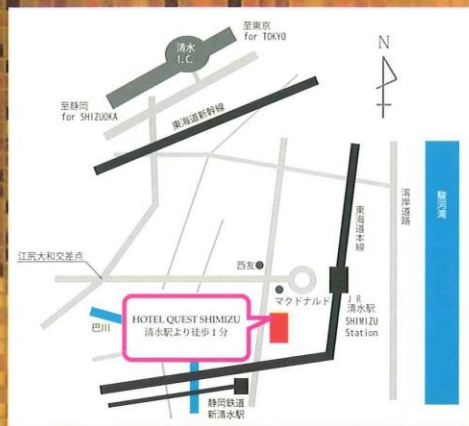 至東京
for TOKYO
清水
I.C.
N
至静岡
for SHIZUOKA
東海道新幹線
東海道本線
湾岸道路
駿河湾
江尻大和交差点
西友
マクドナルド
JR
清水駅
SHIMIZU
Station
HOTEL QUEST SHIMIZU
清水駅より徒歩1分
巴川
静岡鉄道
新清水駅